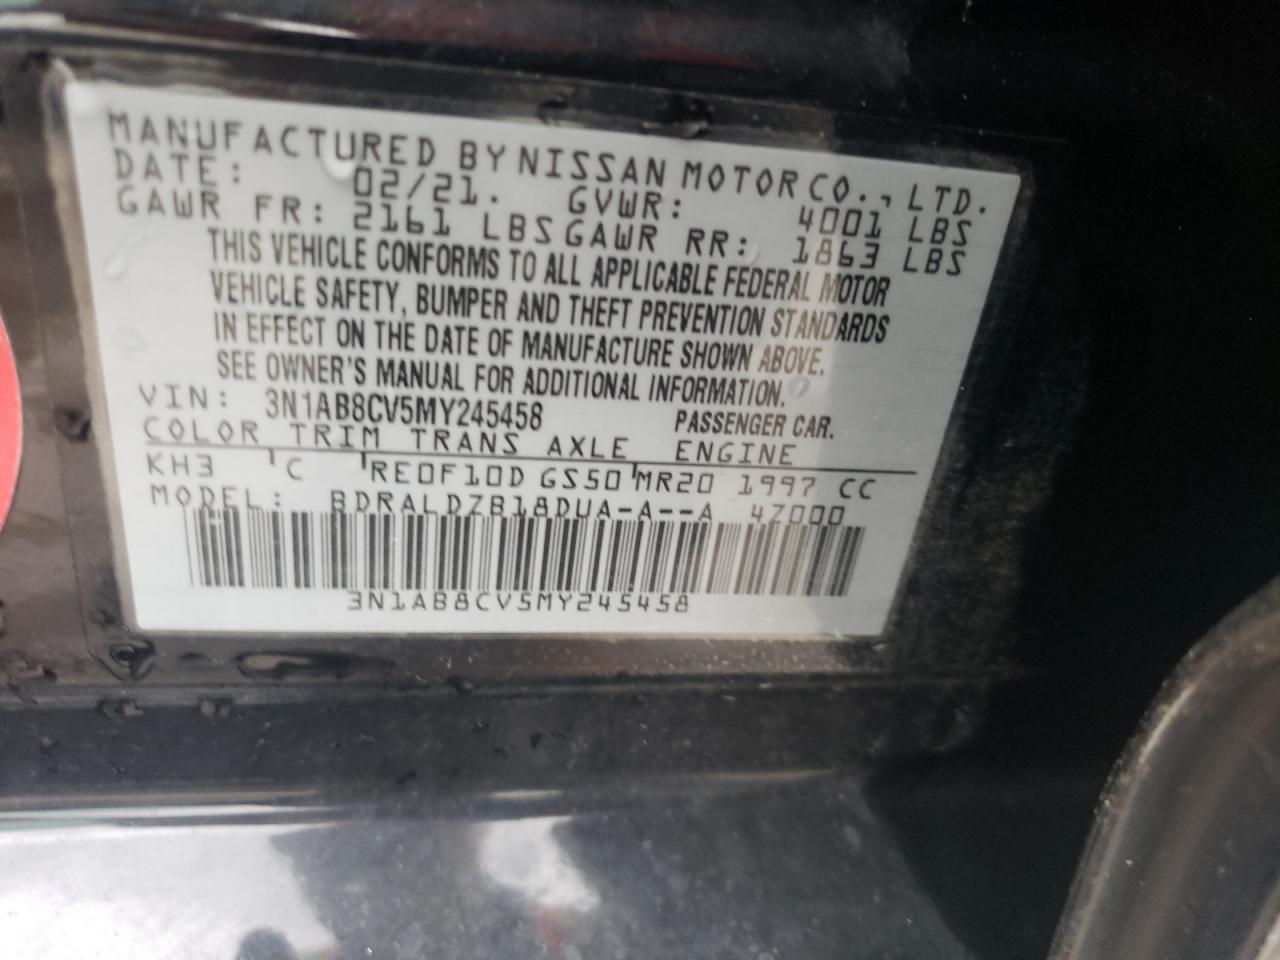 MANUFACTURED BY NISSAN MOTOR CO., LTD.
DATE: 02/21. GVWR: 4001 LBS
GAWR FR: 2161 LBS GAWR RR: 1863 LBS
THIS VEHICLE CONFORMS TO ALL APPLICABLE FEDERAL MOTOR
VEHICLE SAFETY, BUMPER AND THEFT PREVENTION STANDARDS
IN EFFECT ON THE DATE OF MANUFACTURE SHOWN ABOVE.
SEE OWNER'S MANUAL FOR ADDITIONAL INFORMATION.
VIN: 3N1AB8CV5MY245458 PASSENGER CAR.
COLOR TRIM TRANS AXLE ENGINE
KH3 C RE0F10D GS50 MR20 1997 CC
MODEL: BDRALDZB18DUA-A--A 4Z000
3N1AB8CV5MY245458